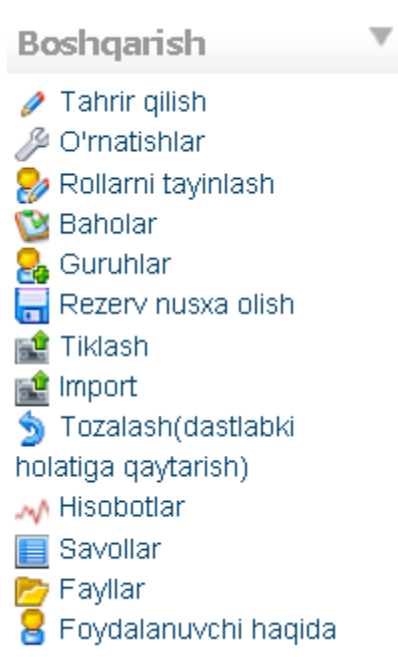 Boshqarish
Tahrir qilish
O'rnatishlar
Rollarni tayinlash
Baholar
Guruhlar
Rezerv nusxa olish
Tiklash
Import
Tozalash(dastlabki
holatiga qaytarish)
Hisobotlar
Savollar
Fayllar
Foydalanuvchi haqida